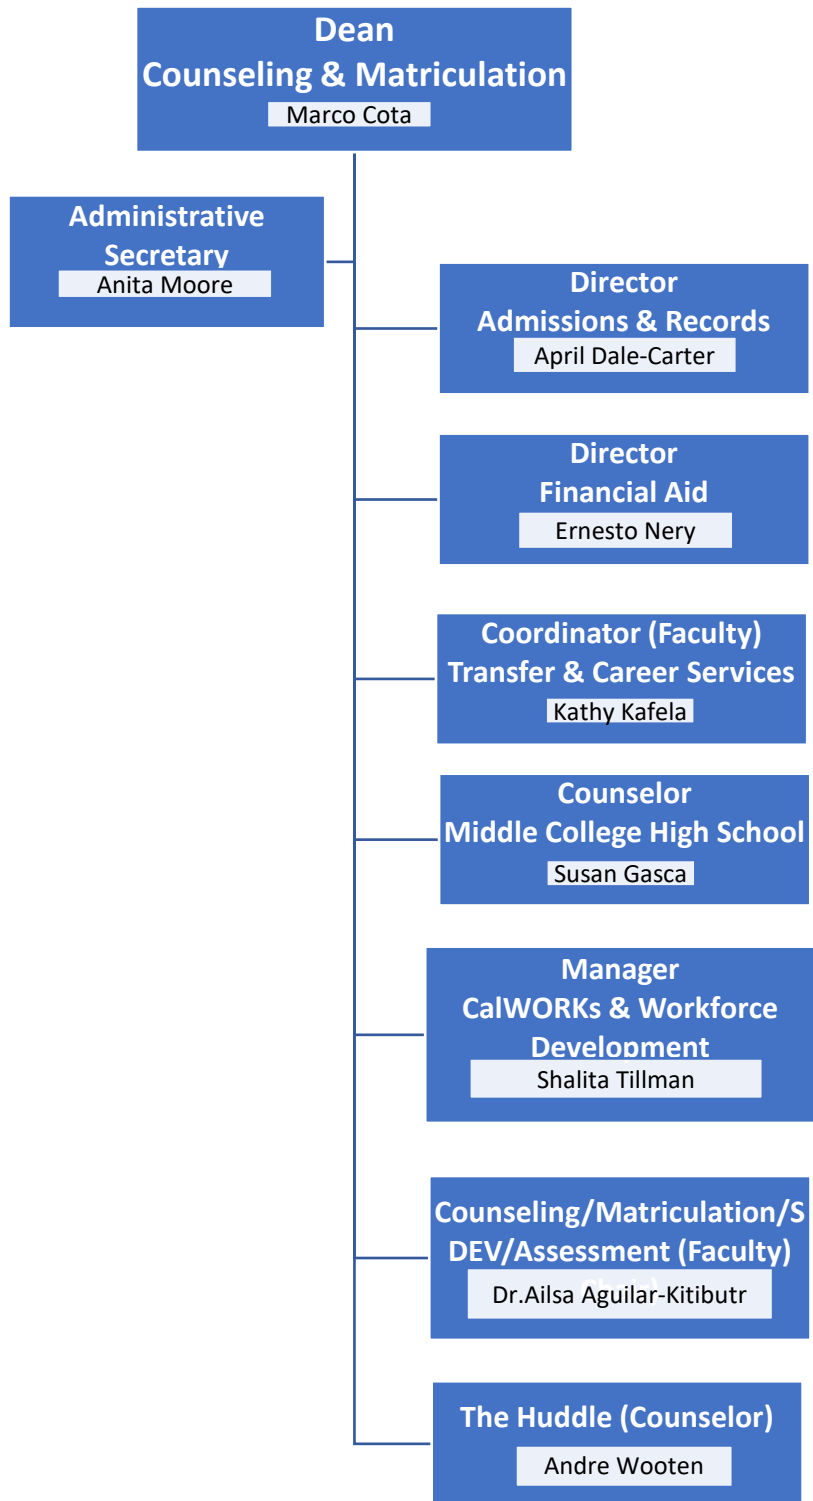 Dean
Counseling & Matriculation
Marco Cota
Administrative
Secretary
Anita Moore
Director
Admissions & Records
April Dale-Carter
Director
Financial Aid
Ernesto Nery
Coordinator (Faculty)
Transfer & Career Services
Kathy Kafela
Counselor
Middle College High School
Susan Gasca
Manager
CalWORKs & Workforce
Development
Shalita Tillman
Counseling/Matriculation/S
DEV/Assessment (Faculty)
Dr.Ailsa Aguilar-Kitibutr
The Huddle (Counselor)
Andre Wooten